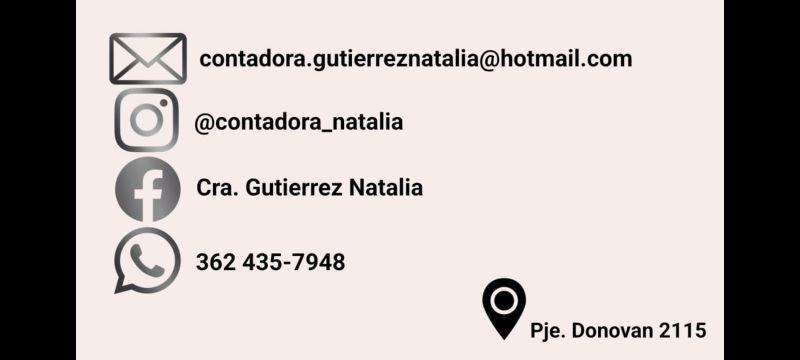 contadora.gutierreznatalia@hotmail.com
@contadora_natalia
Cra. Gutierrez Natalia
362 435-7948
Pje. Donovan 2115